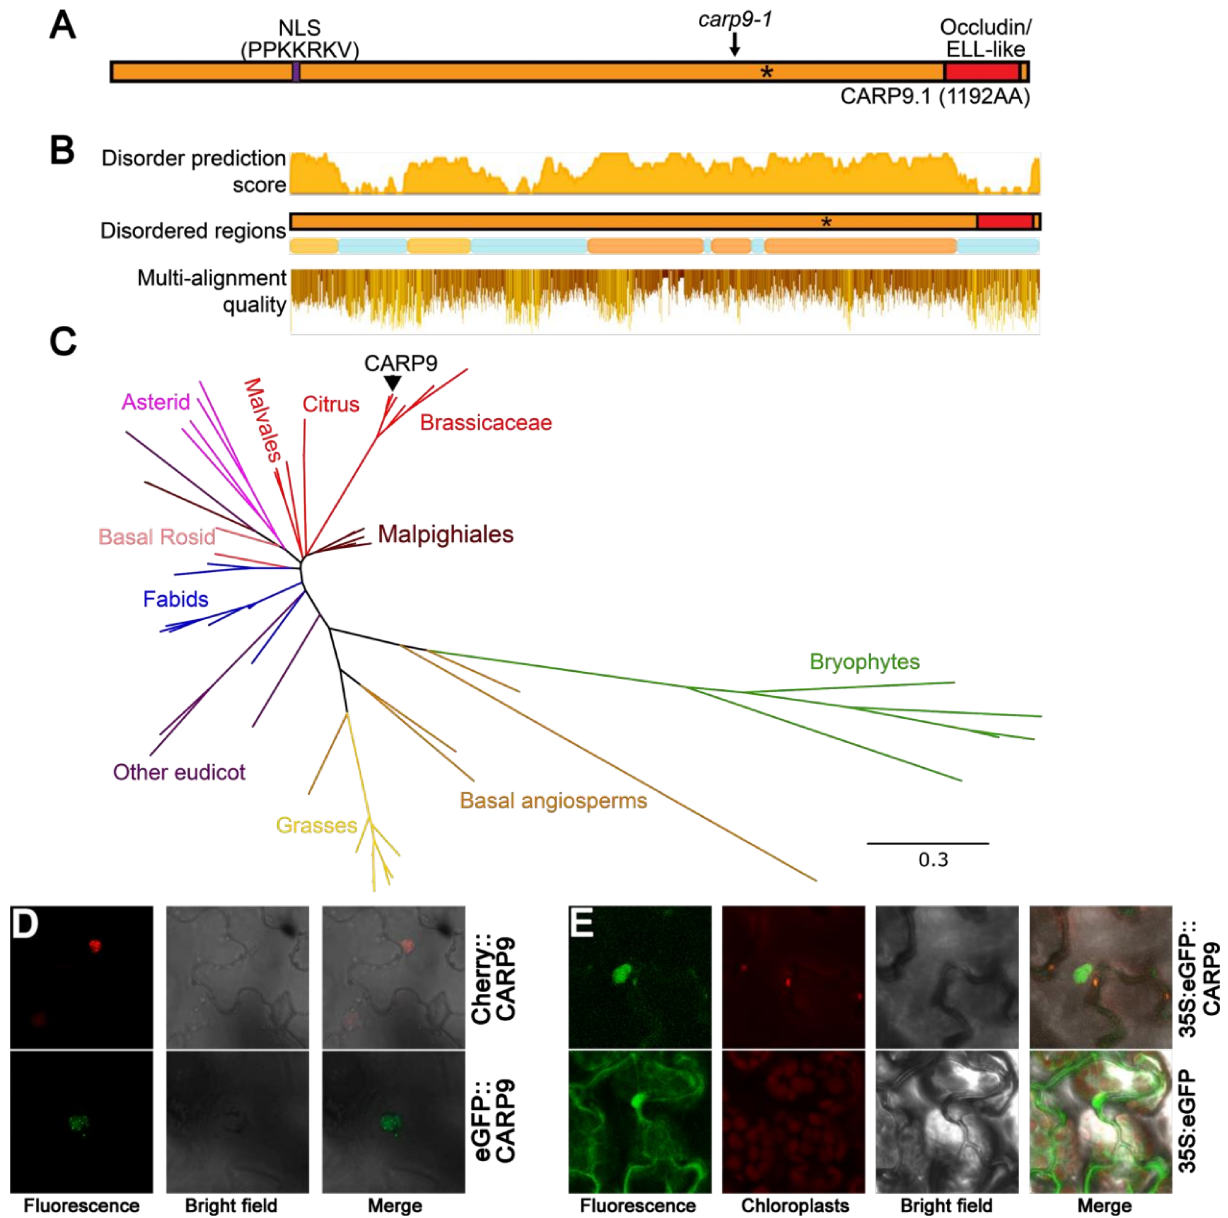 A
NLS
(PPKKRKV)
carp9-1
Occludin/
ELL-like
*
CARP9.1 (1192AA)
B
Disorder prediction
score
Disordered regions
*
Multi-alignment
quality
C
CARP9
Asterid
Malvales
Citrus
Brassicaceae
Basal Rosid
Malpighiales
Fabids
Bryophytes
Other eudicot
Basal angiosperms
Grasses
0.3
D
Cherry::
CARP9
eGFP::
CARP9
Fluorescence
Bright field
Merge
E
35S:eGFP::
CARP9
35S:eGFP
Fluorescence
Chloroplasts
Bright field
Merge